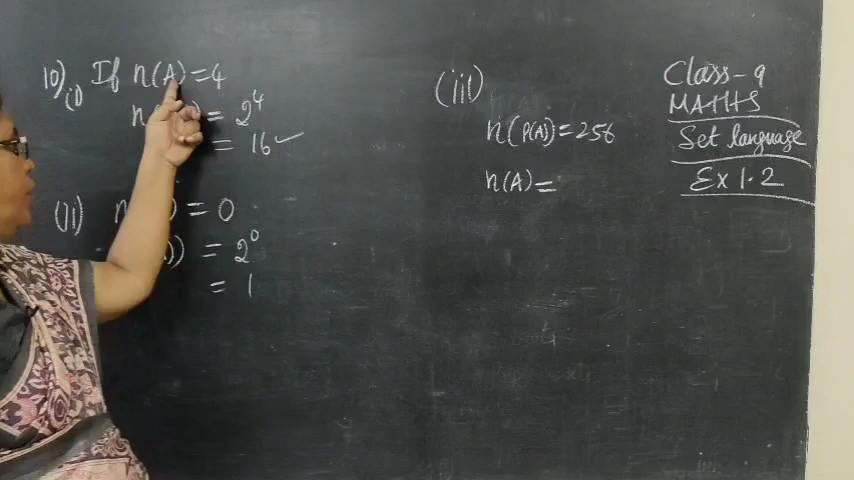 10) (i) If n(A) = 4
n = 2⁴
= 16 ✓
(ii) n ) = 0
)) = 2⁰
= 1
(iii)
n(P(A)) = 256
n(A) =
Class - 9
MATHS
Set language
Ex 1.2